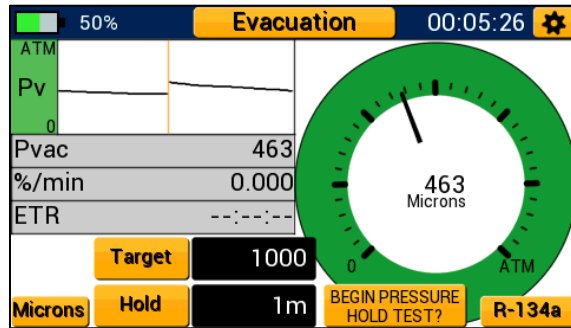 50%
Evacuation
00:05:26
ATM
Pv
0
Pvac 463
%/min 0.000
ETR --:--:--
463
Microns
0
ATM
Target 1000
Microns
Hold 1m
BEGIN PRESSURE
HOLD TEST?
R-134a